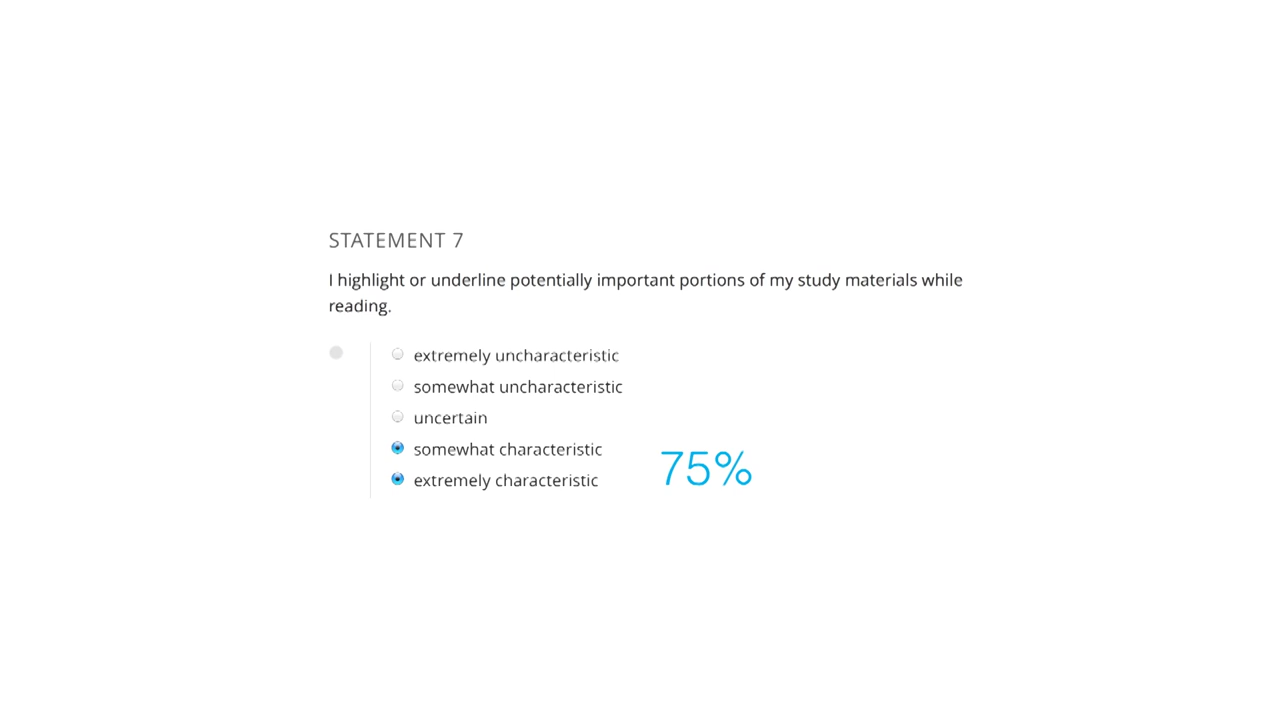 STATEMENT 7
I highlight or underline potentially important portions of my study materials while
reading.
extremely uncharacteristic
somewhat uncharacteristic
uncertain
somewhat characteristic
extremely characteristic
75%